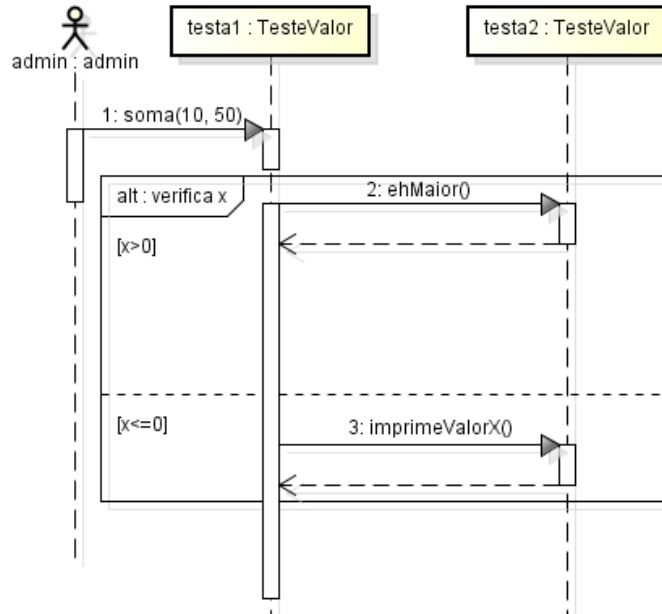 testa1 : TesteValor
testa2 : TesteValor
admin : admin
1: soma(10, 50)
alt : verifica x
2: ehMaior()
[x>0]
[x<=0]
3: imprimeValorX()